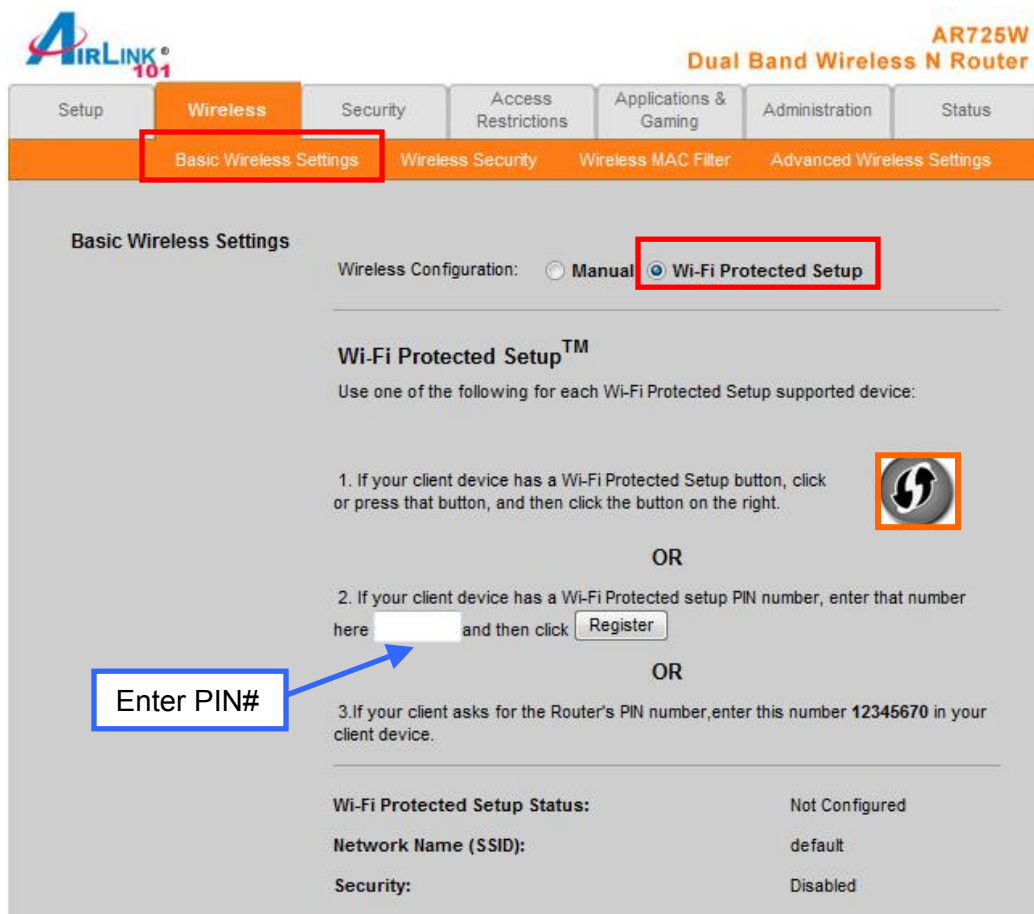 AIRLINK® 101
AR725W
Dual Band Wireless N Router
Setup
Wireless
Security
Access Restrictions
Applications & Gaming
Administration
Status
Basic Wireless Settings
Wireless Security
Wireless MAC Filter
Advanced Wireless Settings
Basic Wireless Settings
Wireless Configuration: Manual Wi-Fi Protected Setup
Wi-Fi Protected Setup™
Use one of the following for each Wi-Fi Protected Setup supported device:
1. If your client device has a Wi-Fi Protected Setup button, click
or press that button, and then click the button on the right.
OR
2. If your client device has a Wi-Fi Protected setup PIN number, enter that number
here and then click Register
Enter PIN#
OR
3.If your client asks for the Router's PIN number,enter this number 12345670 in your
client device.
Wi-Fi Protected Setup Status: Not Configured
Network Name (SSID): default
Security: Disabled